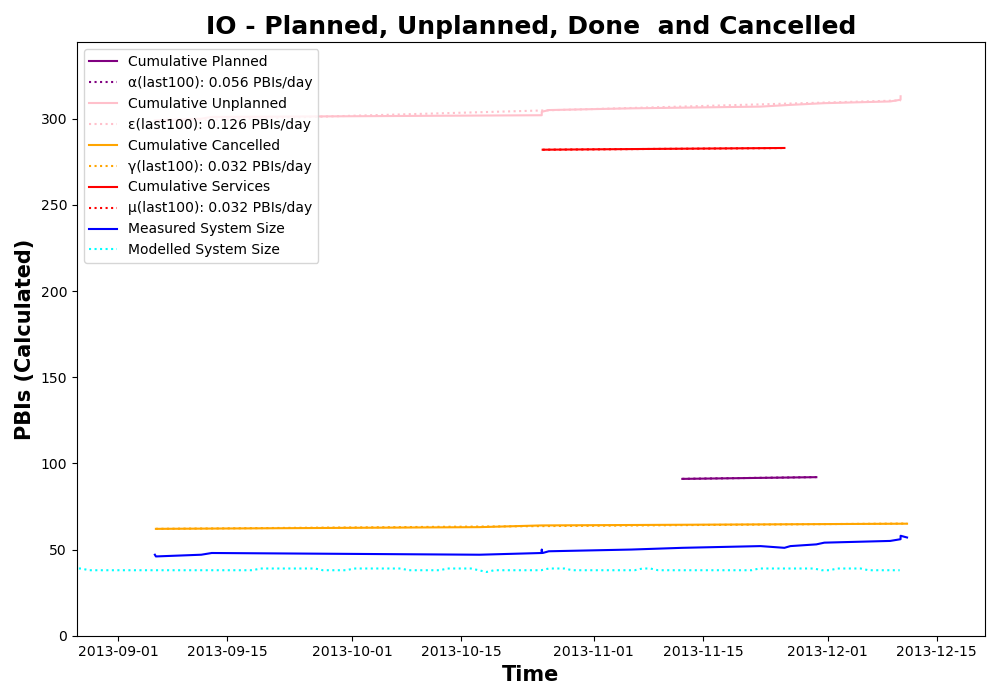 IO - Planned, Unplanned, Done  and Cancelled
Cumulative Planned
α(last100): 0.056 PBIs/day
Cumulative Unplanned
ε(last100): 0.126 PBIs/day
Cumulative Cancelled
γ(last100): 0.032 PBIs/day
Cumulative Services
μ(last100): 0.032 PBIs/day
Measured System Size
Modelled System Size
PBIs (Calculated)
300
250
200
150
100
50
0
2013-09-01 2013-09-15 2013-10-01 2013-10-15 2013-11-01 2013-11-15 2013-12-01 2013-12-15
Time